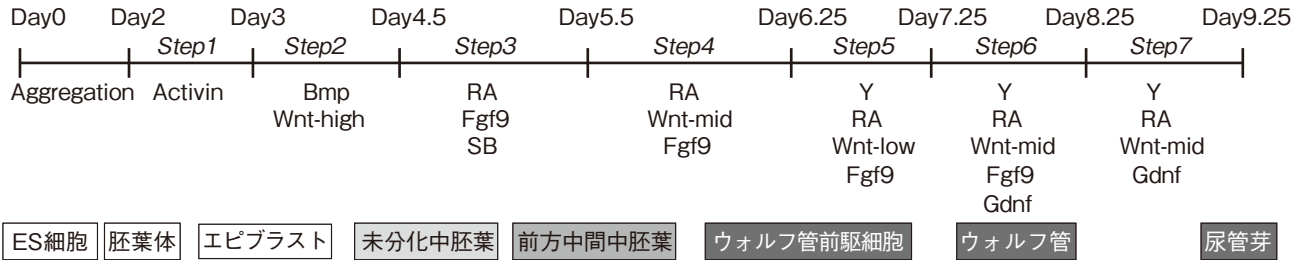 Day0 Day2 Day3 Day4.5 Day5.5 Day6.25 Day7.25 Day8.25 Day9.25
Step1 Step2 Step3 Step4 Step5 Step6 Step7
Aggregation Activin Bmp RA RA Y Y Y
Wnt-high Fgf9 Wnt-mid RA RA RA
SB Fgf9 Wnt-low Wnt-mid Wnt-mid
Fgf9 Fgf9 Gdnf
Gdnf
ES細胞 胚葉体 エピブラスト 未分化中胚葉 前方中間中胚葉 ウォルフ管前駆細胞 ウォルフ管 尿管芽